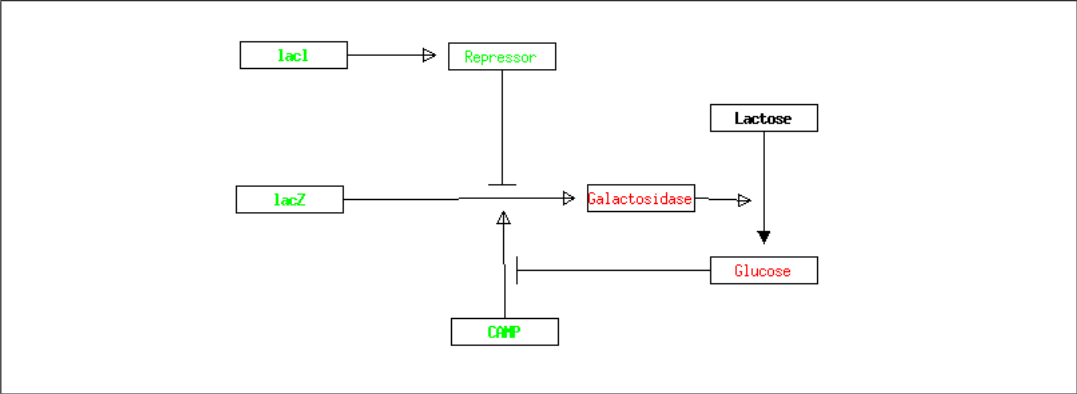 lacI
Repressor
Lactose
lacZ
Galactosidase
Glucose
CAMP